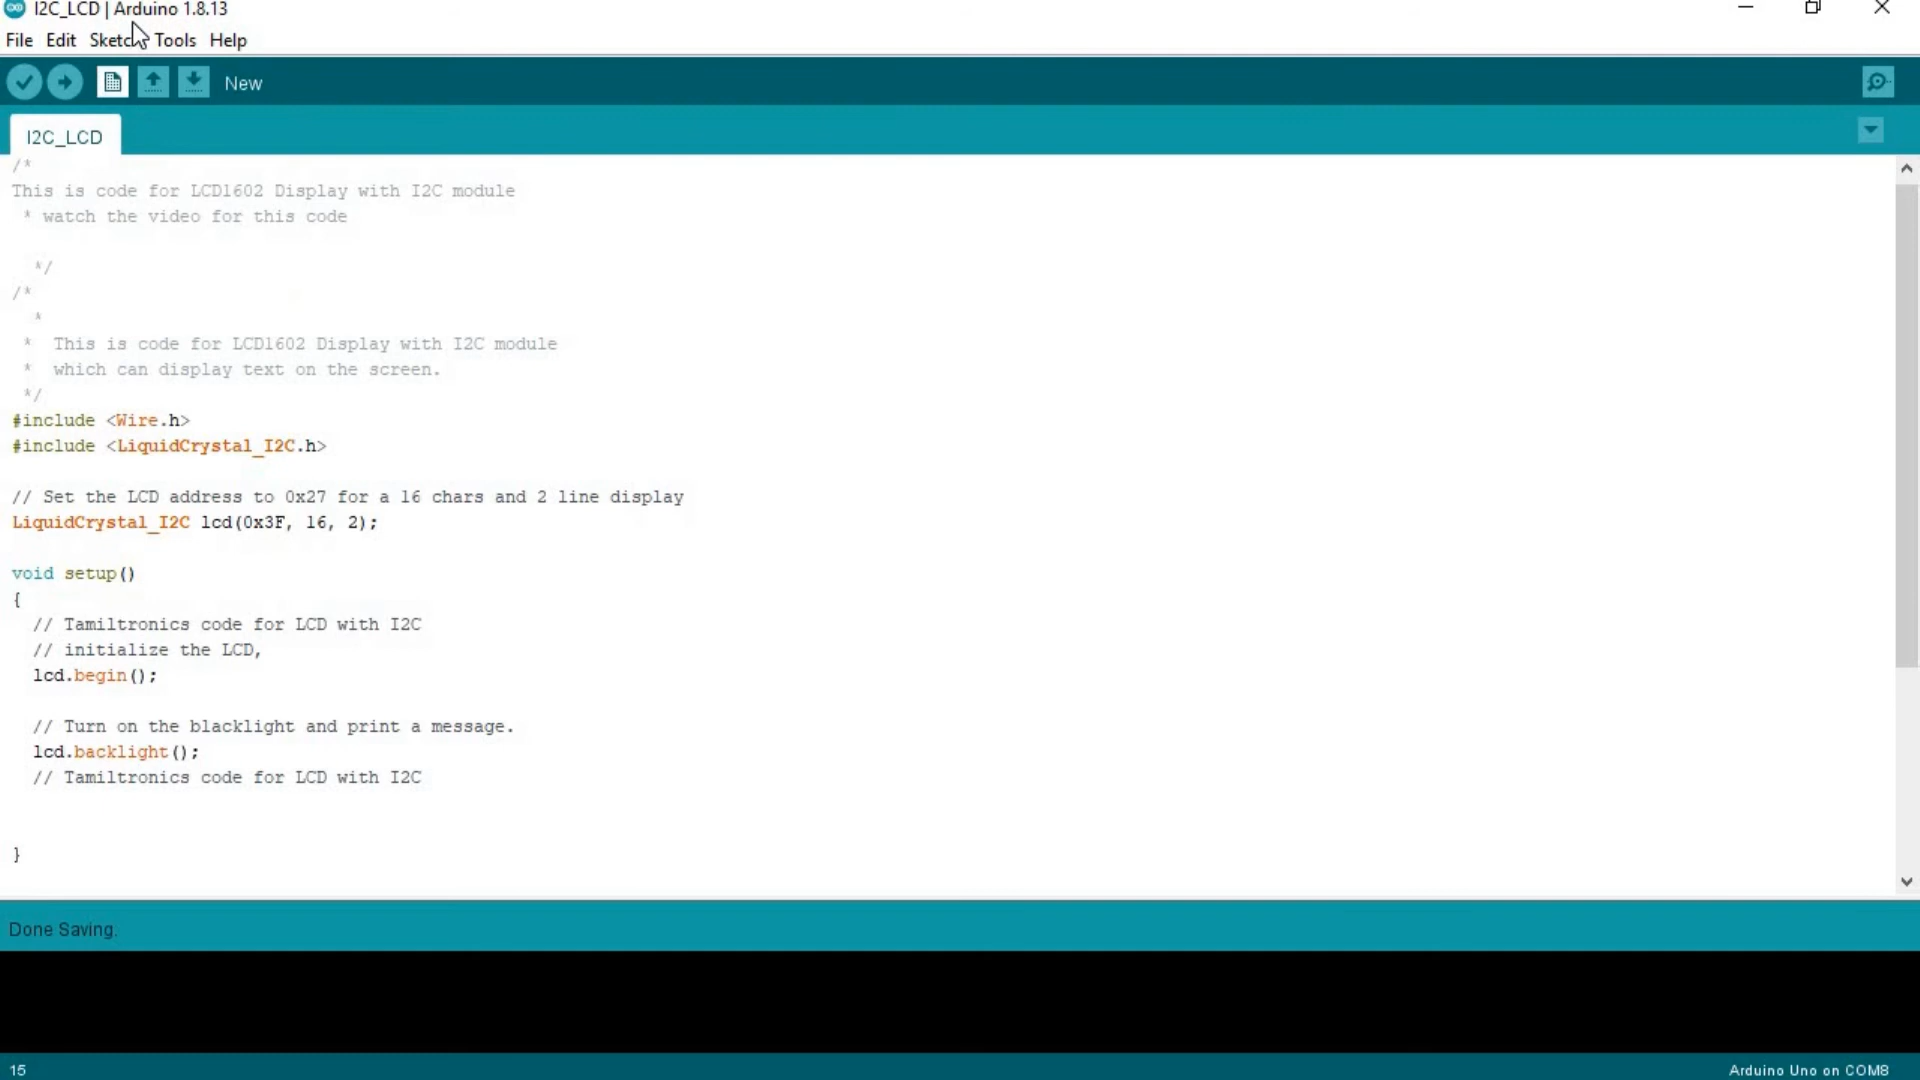 I2C_LCD | Arduino 1.8.13
File Edit Sketch Tools Help
New
I2C_LCD
/*
This is code for LCD1602 Display with I2C module
* watch the video for this code
*/
/*
*
* This is code for LCD1602 Display with I2C module
* which can display text on the screen.
*/
#include <Wire.h>
#include <LiquidCrystal_I2C.h>
// Set the LCD address to 0x27 for a 16 chars and 2 line display
LiquidCrystal_I2C lcd(0x3F, 16, 2);
void setup()
{
// Tamiltronics code for LCD with I2C
// initialize the LCD,
lcd.begin();
// Turn on the blacklight and print a message.
lcd.backlight();
// Tamiltronics code for LCD with I2C
}
Done Saving.
15
Arduino Uno on COM8